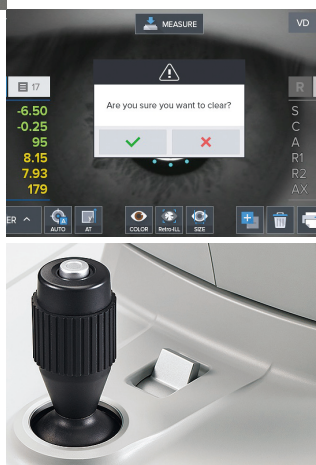 MEASURE
VD
17
R
Are you sure you want to clear?
-6.50
S
-0.25
C
95
A
8.15
R1
7.93
R2
179
AX
ER
AUTO
AT
COLOR
Retro-ILL
SIZE